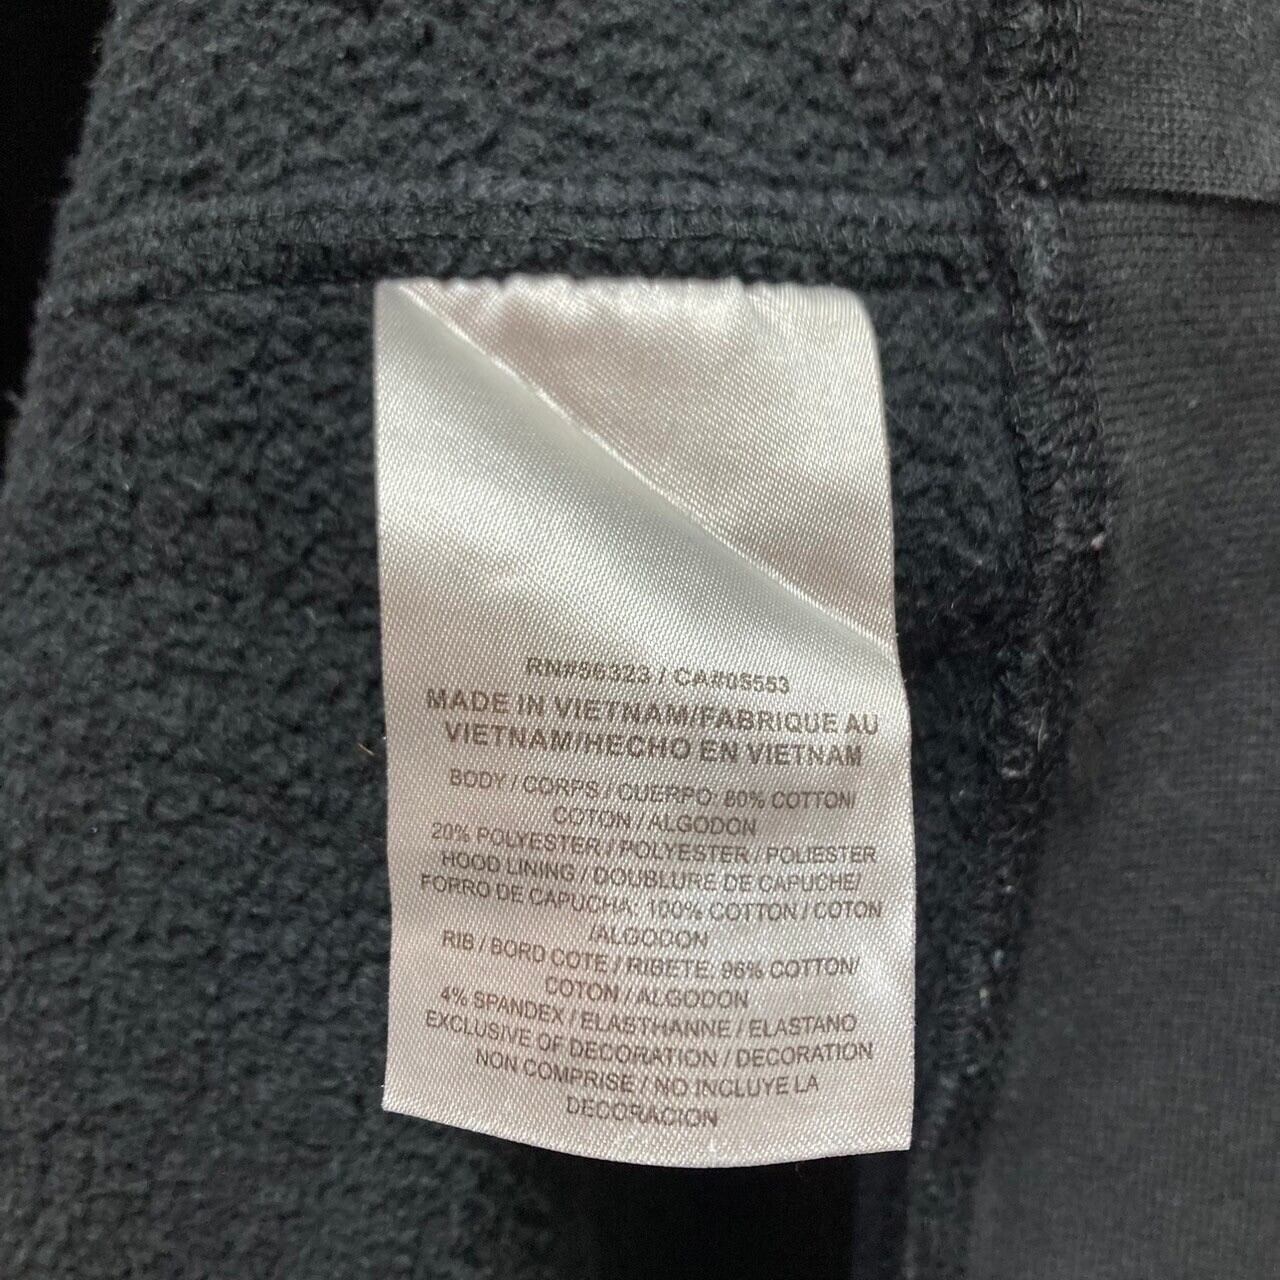 RN#56323 / CA#05553
MADE IN VIETNAM/FABRIQUE AU
VIETNAM/HECHO EN VIETNAM
BODY / CORPS / CUERPO: 80% COTTON/
COTON / ALGODON
20% POLYESTER / POLYESTER / POLIESTER
HOOD LINING / DOUBLURE DE CAPUCHE/
FORRO DE CAPUCHA: 100% COTTON / COTON
/ALGODON
RIB / BORD COTE / RIBETE: 96% COTTON/
COTON / ALGODON
4% SPANDEX / ELASTHANNE / ELASTANO
EXCLUSIVE OF DECORATION / DECORATION
NON COMPRISE / NO INCLUYE LA
DECORACION